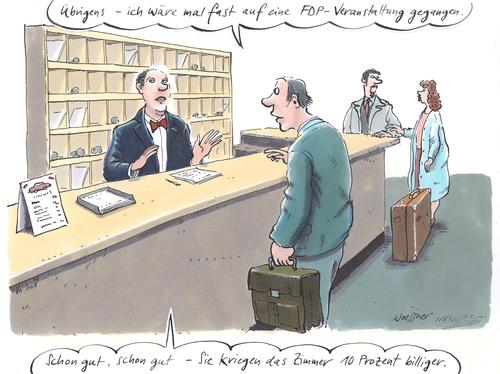 Übrigens – ich wäre mal fast auf eine FDP-Veranstaltung gegangen.
Woessner
Schon gut, schon gut – Sie kriegen das Zimmer 10 Prozent billiger.